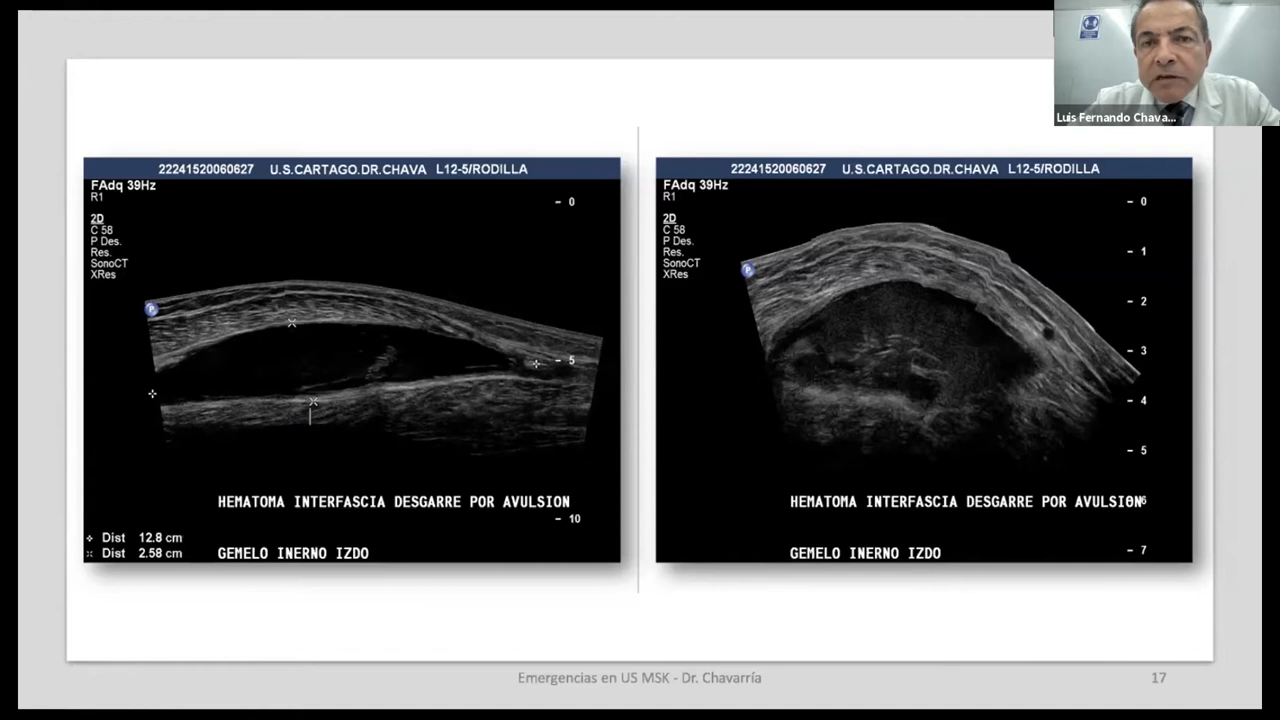 Luis Fernando Chava...
22241520060627 U.S.CARTAGO.DR.CHAVA L12-5/RODILLA
FAdq 39Hz
R1
2D
C 58
P Des.
Res.
SonoCT
XRes
P
0
5
10
HEMATOMA INTERFASCIA DESGARRE POR AVULSION
Dist 12.8 cm
Dist 2.58 cm
GEMELO INERNO IZDO
22241520060627 U.S.CARTAGO.DR.CHAVA L12-5/RODILLA
FAdq 39Hz
R1
2D
C 58
P Des.
Res.
SonoCT
XRes
P
0
1
2
3
4
5
6
7
HEMATOMA INTERFASCIA DESGARRE POR AVULSION
GEMELO INERNO IZDO
Emergencias en US MSK - Dr. Chavarría
17